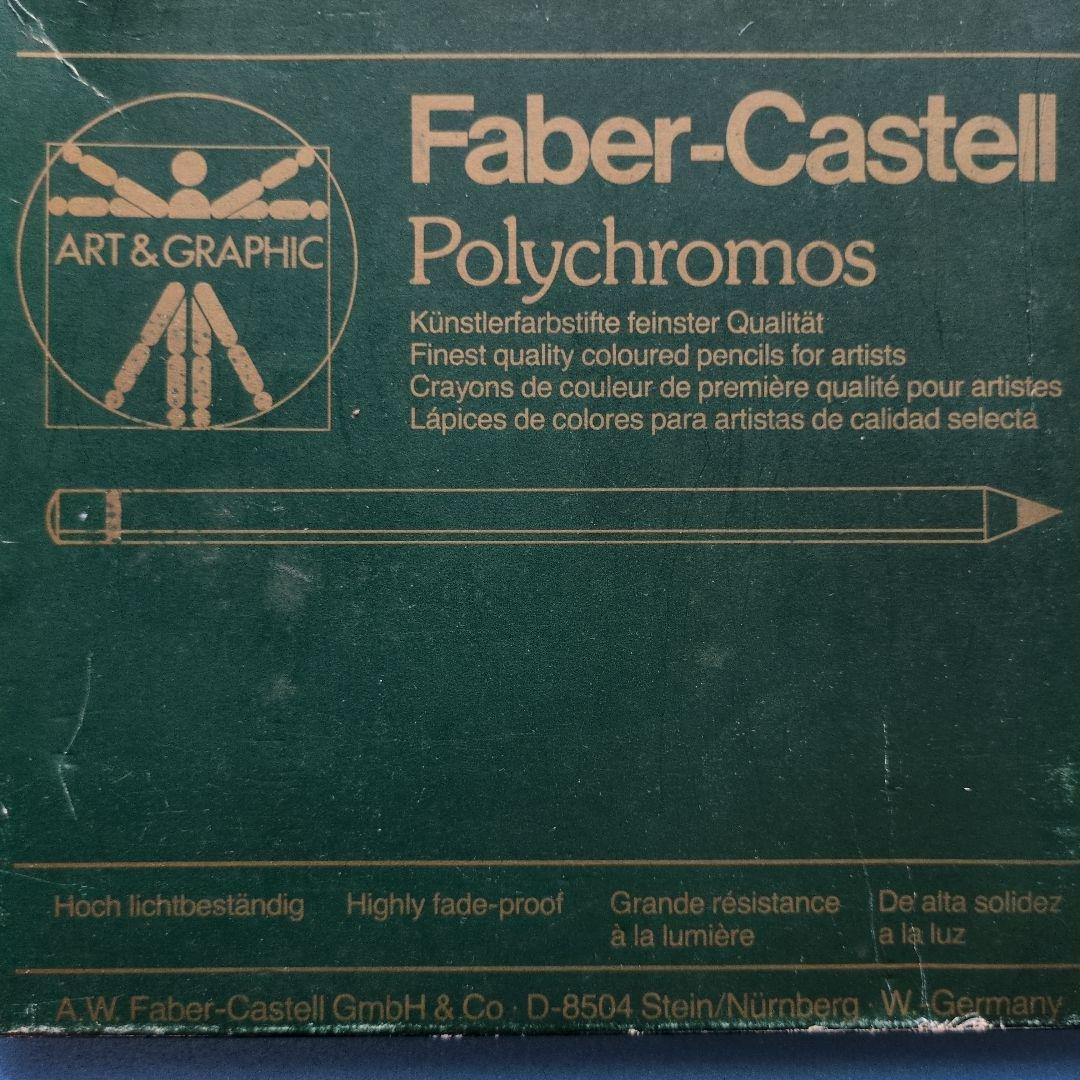 ART & GRAPHIC
Faber-Castell
Polychromos
Künstlerfarbstifte feinster Qualität
Finest quality coloured pencils for artists
Crayons de couleur de première qualité pour artistes
Lápices de colores para artistas de calidad selecta
Hoch lichtbeständig
Highly fade-proof
Grande résistance
à la lumière
De alta solidez
a la luz
A.W. Faber-Castell GmbH & Co · D-8504 Stein/Nürnberg · W.-Germany